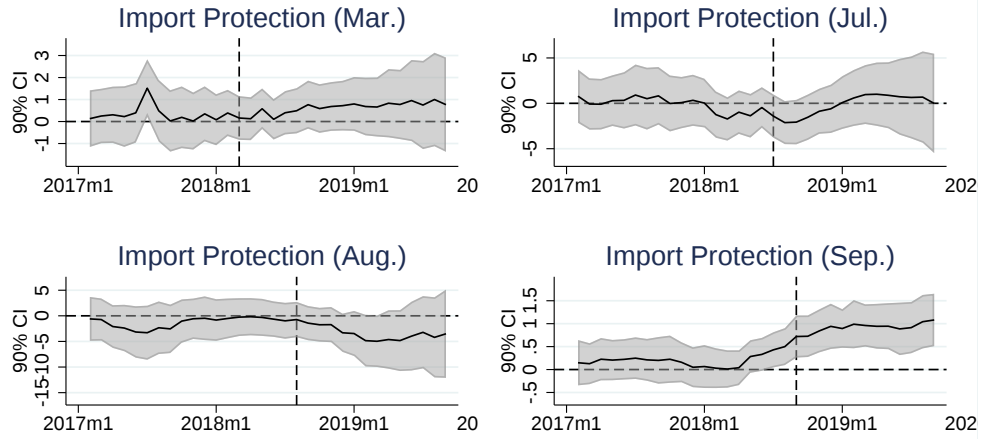 Import Protection (Mar.)
90% CI
3
2
1
0
-1
2017m1
2018m1
2019m1
20
Import Protection (Jul.)
90% CI
5
0
-5
2017m1
2018m1
2019m1
202
Import Protection (Aug.)
90% CI
5
0
-5
-10
-15
2017m1
2018m1
2019m1
20
Import Protection (Sep.)
90% CI
1.5
1
.5
0
-.5
2017m1
2018m1
2019m1
202